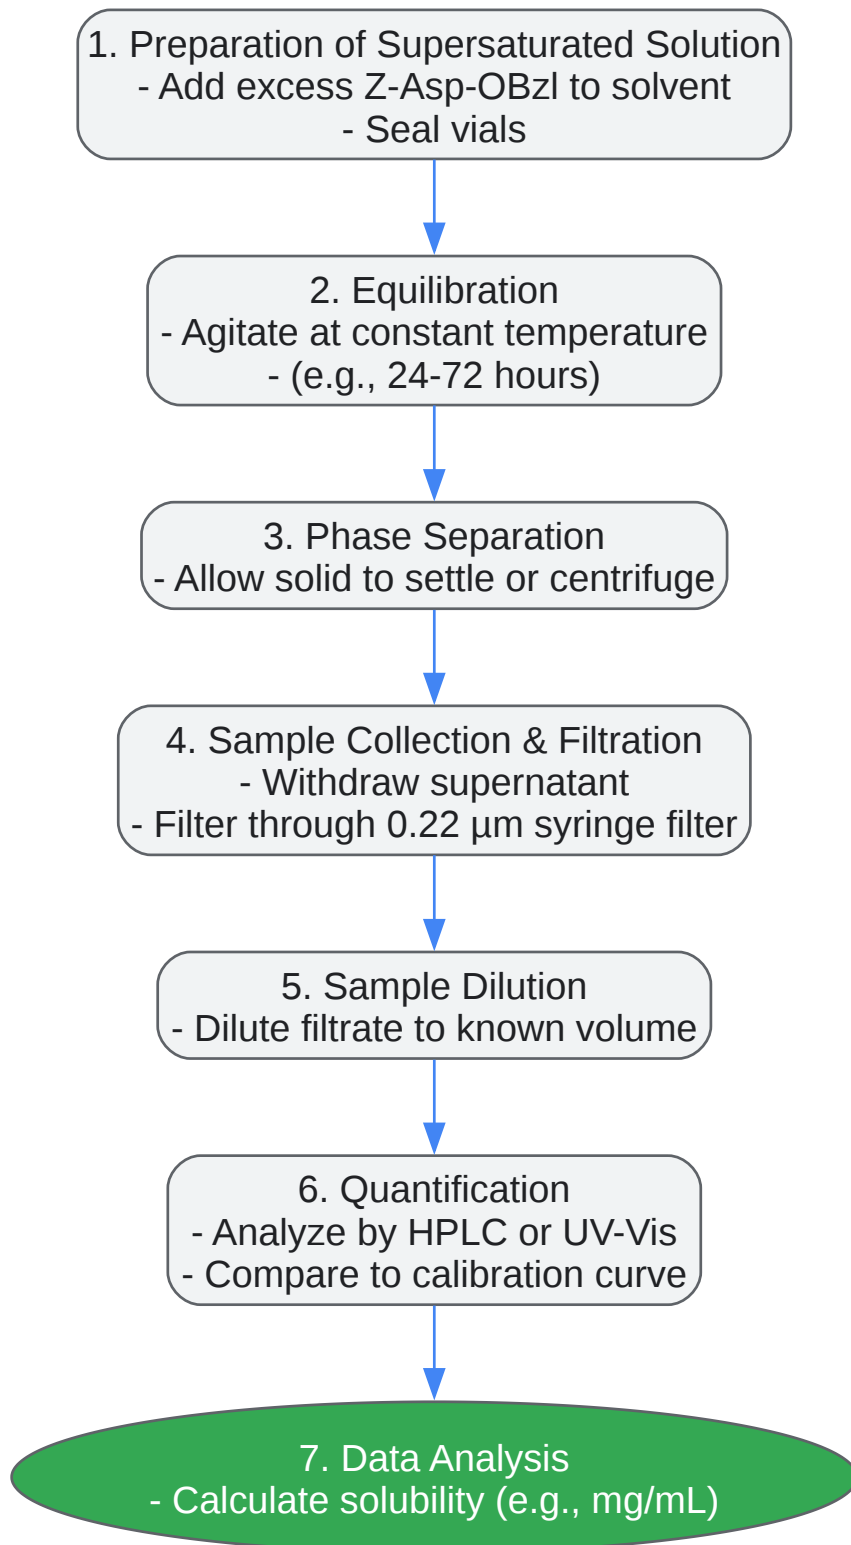 1. Preparation of Supersaturated Solution
- Add excess Z-Asp-OBzl to solvent
- Seal vials
2. Equilibration
- Agitate at constant temperature
- (e.g., 24-72 hours)
3. Phase Separation
- Allow solid to settle or centrifuge
4. Sample Collection & Filtration
- Withdraw supernatant
- Filter through 0.22 µm syringe filter
5. Sample Dilution
- Dilute filtrate to known volume
6. Quantification
- Analyze by HPLC or UV-Vis
- Compare to calibration curve
7. Data Analysis
- Calculate solubility (e.g., mg/mL)